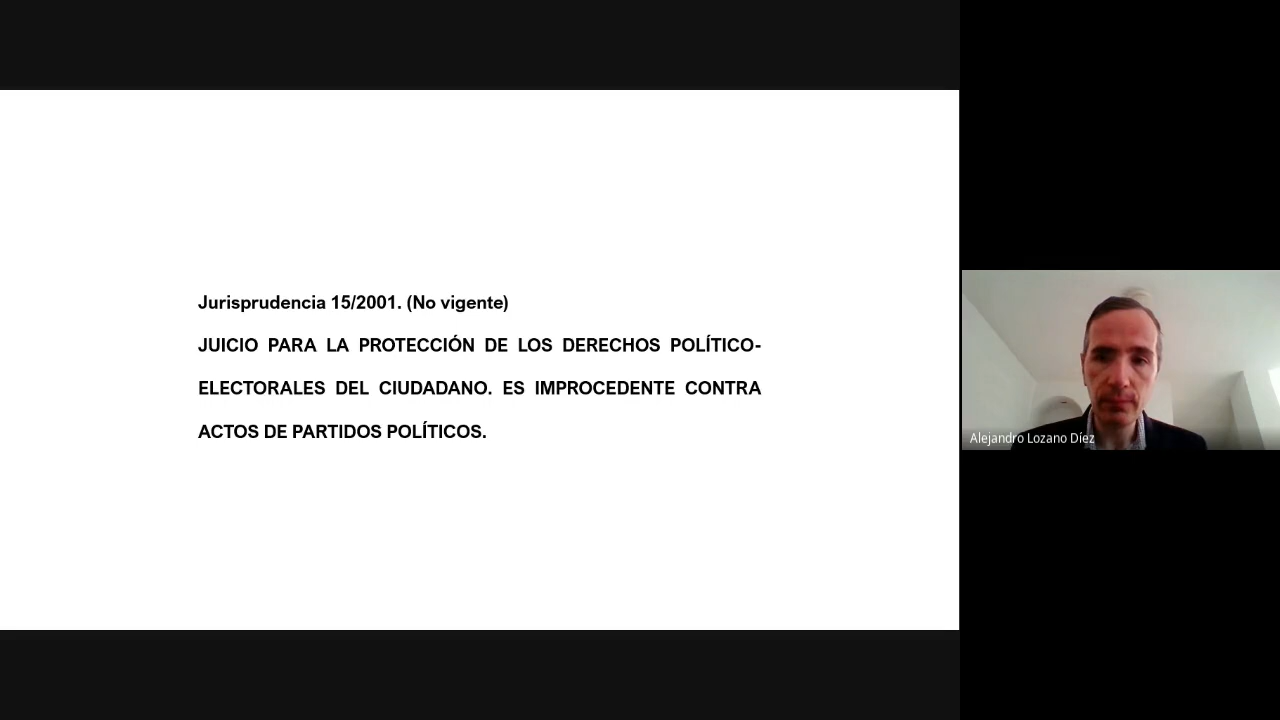 Jurisprudencia 15/2001. (No vigente)
JUICIO PARA LA PROTECCIÓN DE LOS DERECHOS POLÍTICO-
ELECTORALES DEL CIUDADANO. ES IMPROCEDENTE CONTRA
ACTOS DE PARTIDOS POLÍTICOS.
Alejandro Lozano Díez